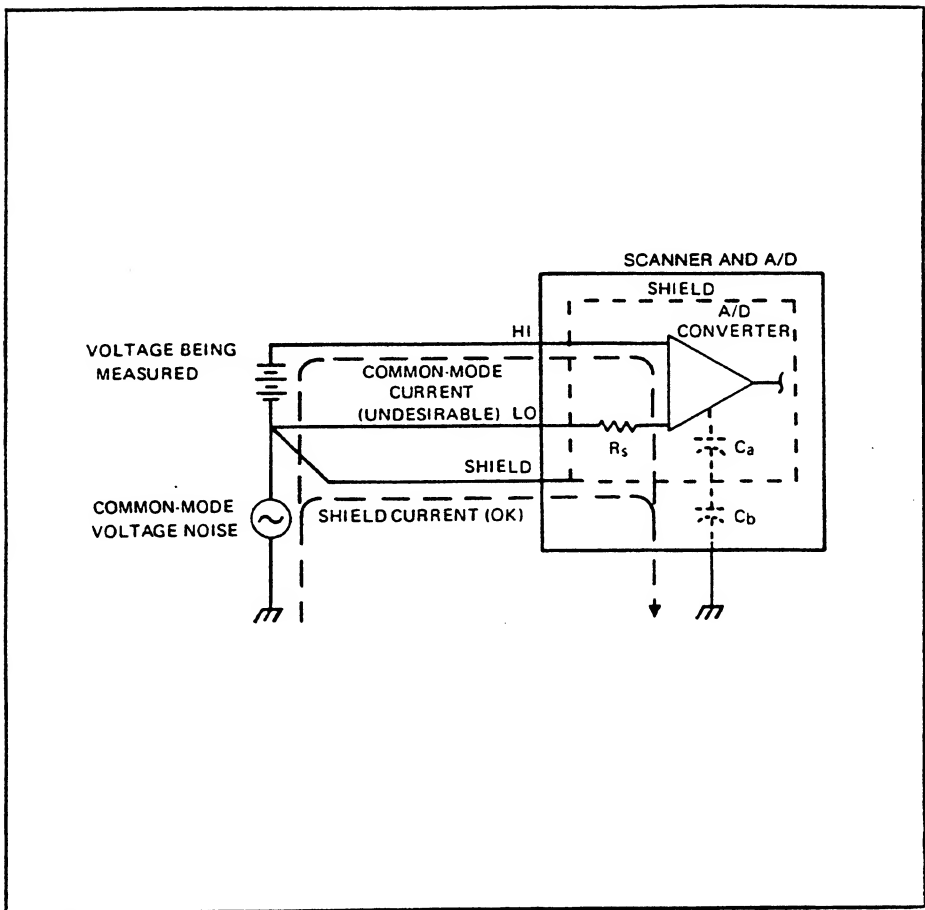 SCANNER AND A/D
SHIELD
A/D
CONVERTER
HI
VOLTAGE BEING
MEASURED
COMMON-MODE
CURRENT
(UNDESIRABLE)
LO
Rs
Ca
SHIELD
COMMON-MODE
VOLTAGE NOISE
SHIELD CURRENT (OK)
Cb